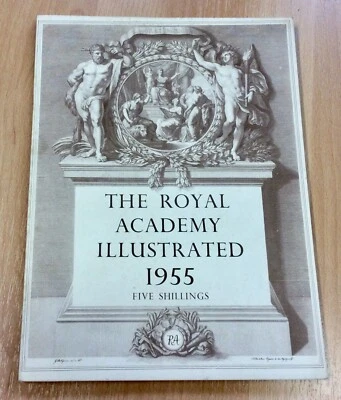 THE ROYAL
ACADEMY
ILLUSTRATED
1955
FIVE SHILLINGS
RA